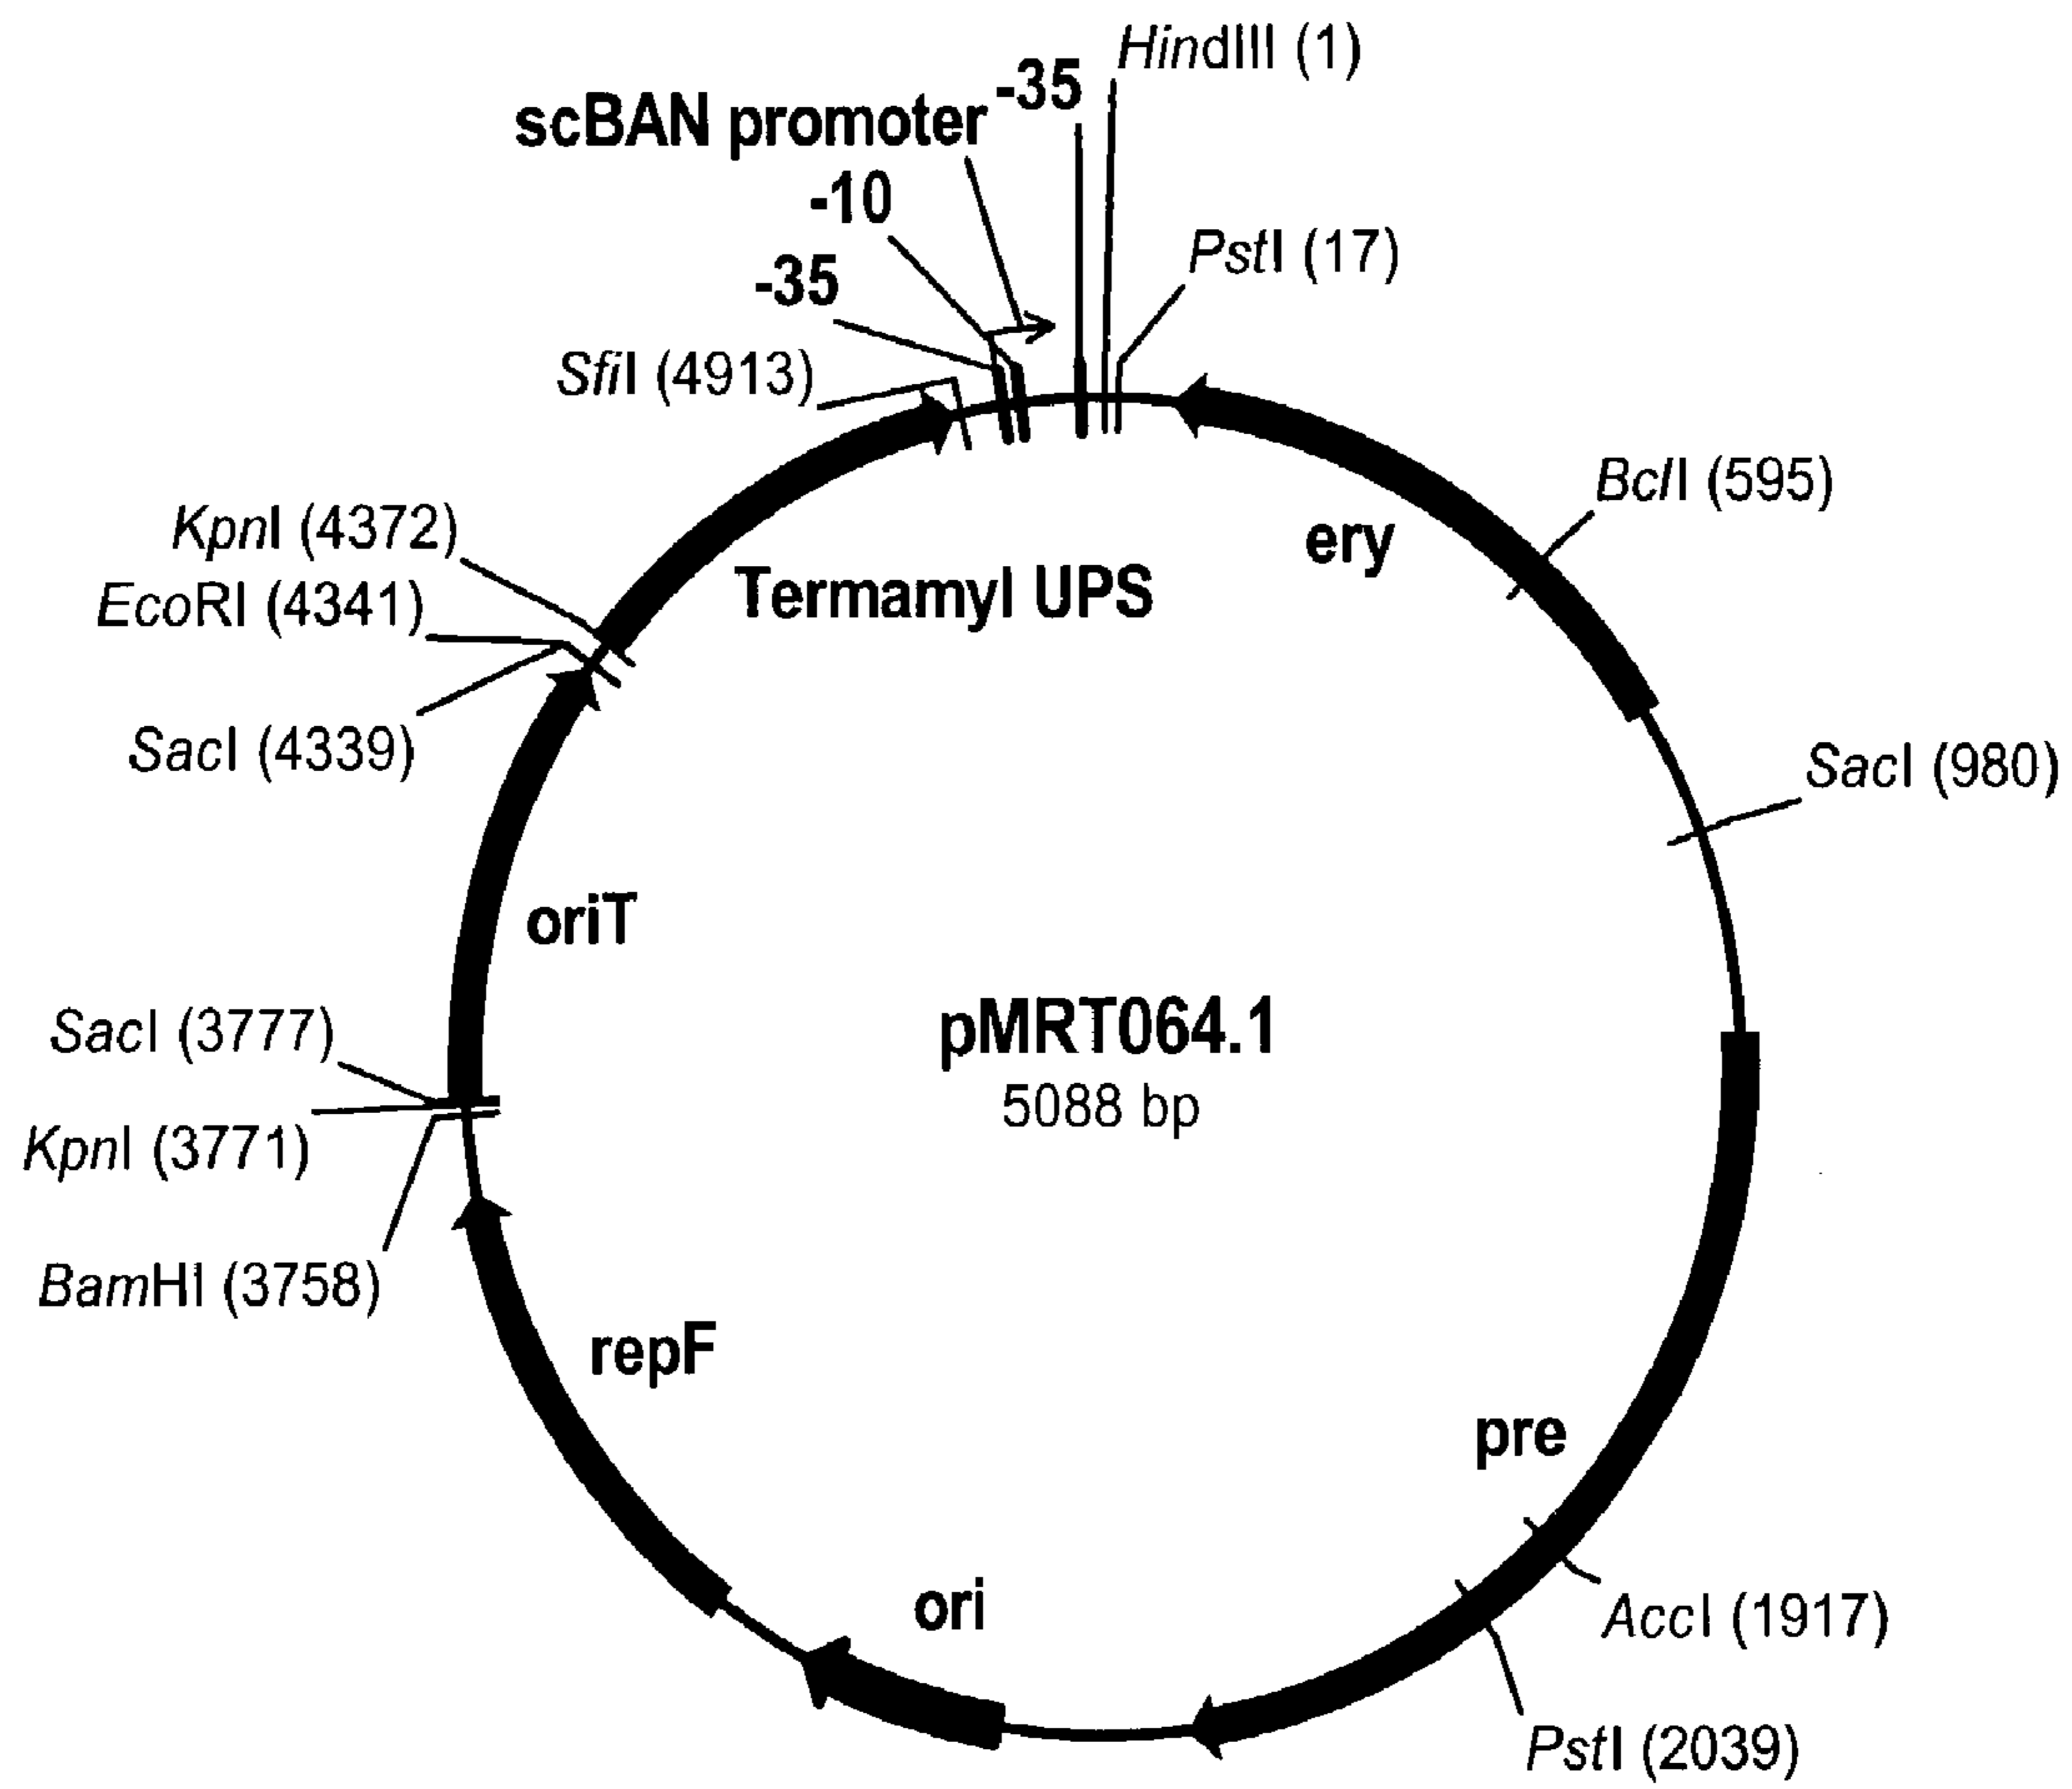 HindIII (1)
-35
scBAN promoter
-10
-35
PstI (17)
SfiI (4913)
BclI (595)
KpnI (4372)
ery
Termamyl UPS
EcoRI (4341)
SacI (4339)
SacI (980)
oriT
pMRT064.1
5088 bp
SacI (3777)
KpnI (3771)
BamHI (3758)
repF
pre
ori
AccI (1917)
PstI (2039)